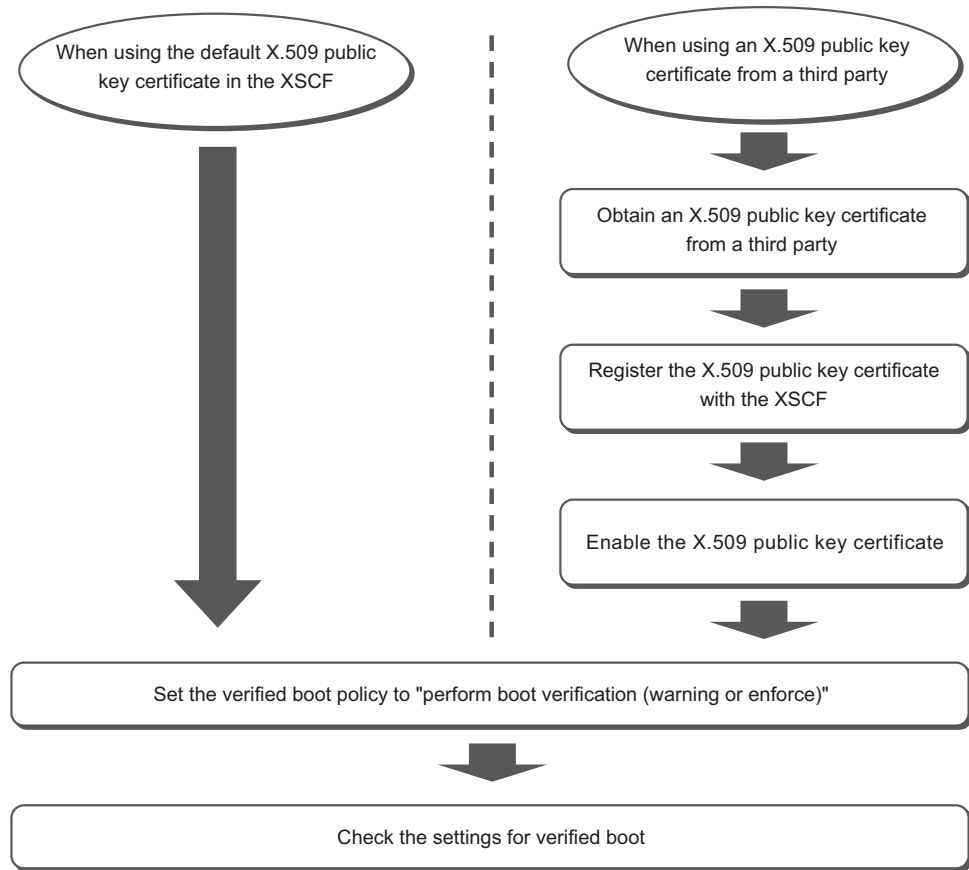 When using the default X.509 public
key certificate in the XSCF
When using an X.509 public key
certificate from a third party
Obtain an X.509 public key certificate
from a third party
Register the X.509 public key certificate
with the XSCF
Enable the X.509 public key certificate
Set the verified boot policy to "perform boot verification (warning or enforce)"
Check the settings for verified boot